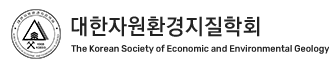 대한자원환경지질학회
The Korean Society of Economic and Environmental Geology